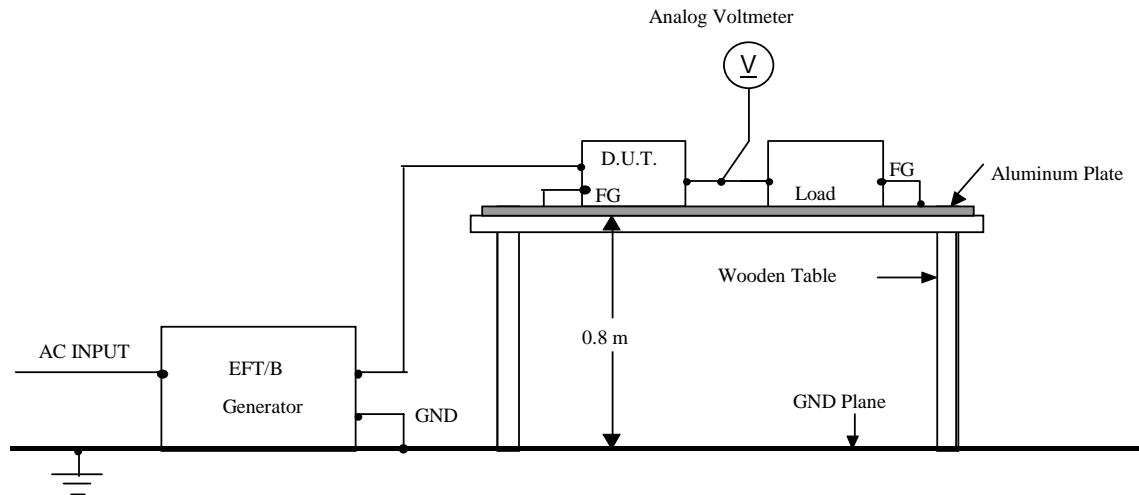 Analog Voltmeter
V
D.U.T.
FG
FG
Load
Aluminum Plate
Wooden Table
0.8 m
AC INPUT
EFT/B
Generator
GND
GND Plane